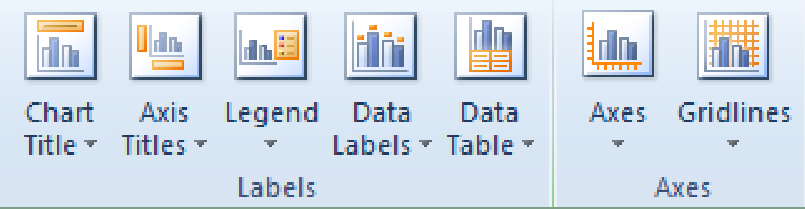 Chart Title
Axis Titles
Legend
Data Labels
Data Table
Labels
Axes
Gridlines
Axes